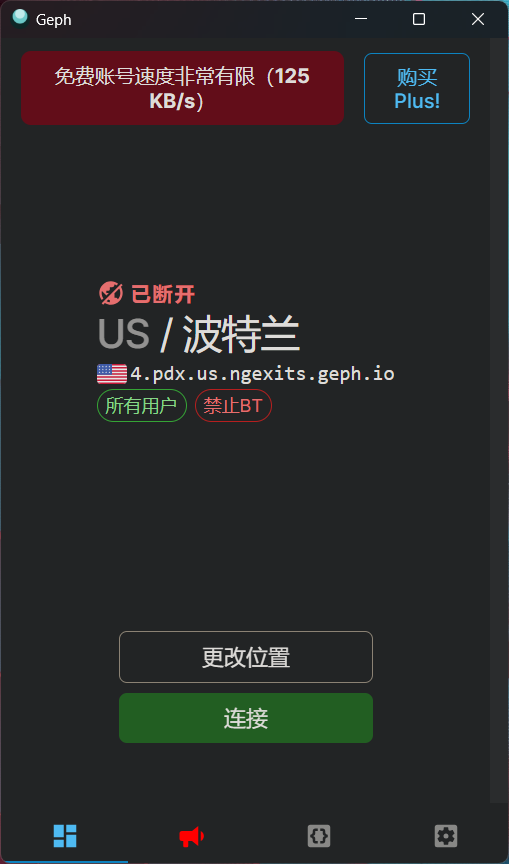 Geph
免费账号速度非常有限（125
KB/s）
购买
Plus!
已断开
US / 波特兰
4.pdx.us.ngexits.geph.io
所有用户 禁止BT
更改位置
连接